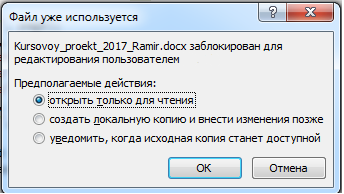 Файл уже используется
Kursovoy_proekt_2017_Ramir.docx заблокирован для
редактирования пользователем
Предполагаемые действия:
открыть только для чтения
создать локальную копию и внести изменения позже
уведомить, когда исходная копия станет доступной
ОК
Отмена